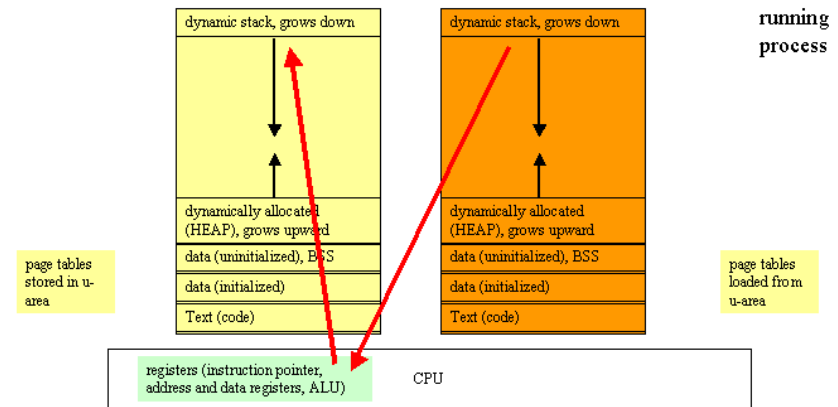 dynamic stack, grows down
dynamic stack, grows down
running
process
dynamically allocated
(HEAP), grows upward
dynamically allocated
(HEAP), grows upward
data (uninitialized), BSS
data (uninitialized), BSS
page tables
stored in u-
area
page tables
loaded from
u-area
data (initialized)
data (initialized)
Text (code)
Text (code)
registers (instruction pointer,
address and data registers, ALU)
CPU